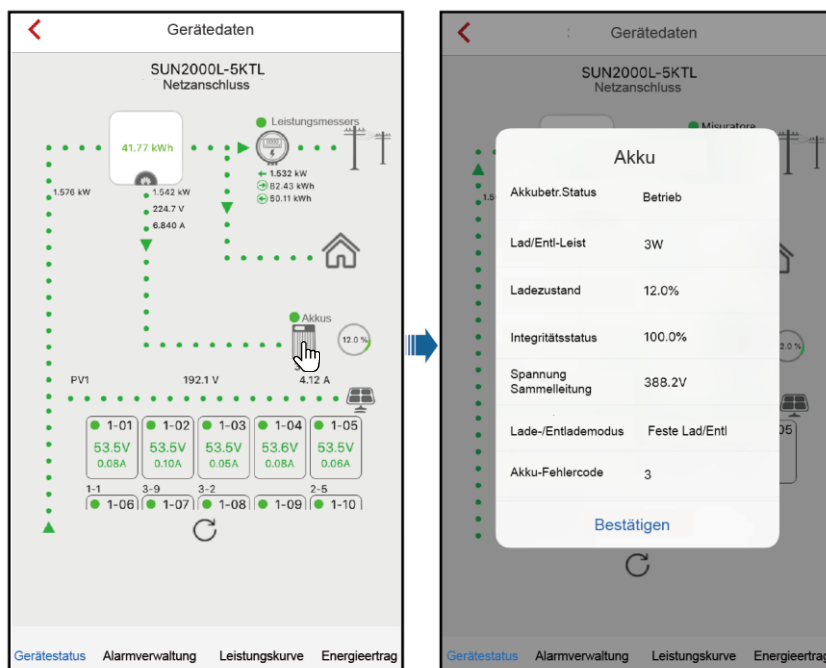 Gerätedaten
SUN2000L-5KTL
Netzanschluss
Leistungsmessers
41.77 kWh
1.532 kW
82.43 kWh
50.11 kWh
1.576 kW
1.542 kW
224.7 V
6.840 A
Akkus
12.0 %
PV1 192.1 V 4.12 A
1-01 1-02 1-03 1-04 1-05
53.5V 53.5V 53.5V 53.6V 53.5V
0.08A 0.10A 0.05A 0.08A 0.06A
1-1 3-9 3-2 2-5
1-06 1-07 1-08 1-09 1-10
Gerätestatus Alarmverwaltung Leistungskurve Energieertrag
Gerätedaten
SUN2000L-5KTL
Netzanschluss
Misuratore
Akku
Akkubetr.Status Betrieb
Lad/Entl-Leist 3W
Ladezustand 12.0%
Integritätsstatus 100.0%
Spannung
Sammelleitung 388.2V
Lade-/Entlademodus Feste Lad/Entl
Akku-Fehlercode 3
Bestätigen
Gerätestatus Alarmverwaltung Leistungskurve Energieertrag